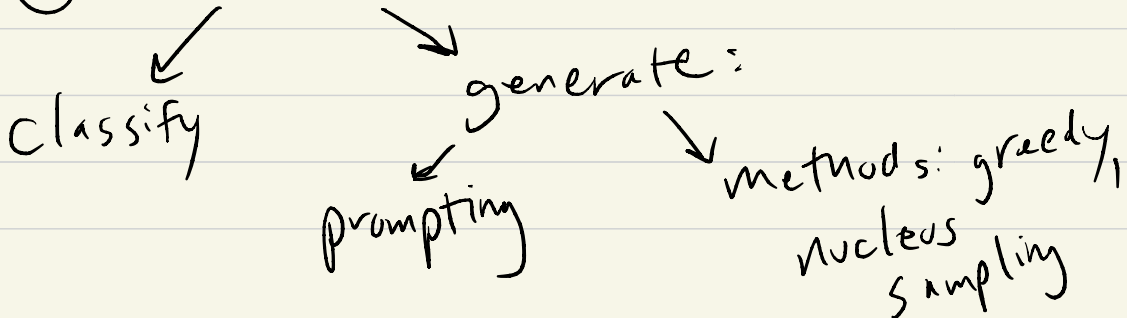 generate:
classify
methods: greedy,
prompting
nucleus
sampling